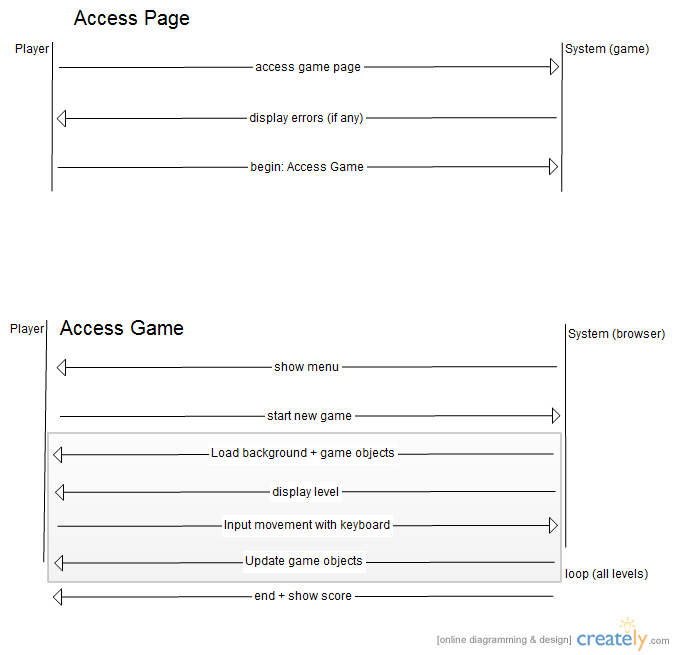 Access Page
Player
System (game)
access game page
display errors (if any)
begin: Access Game
Player
Access Game
System (browser)
show menu
start new game
Load background + game objects
display level
Input movement with keyboard
Update game objects
loop (all levels)
end + show score
[online diagramming & design] creately.com